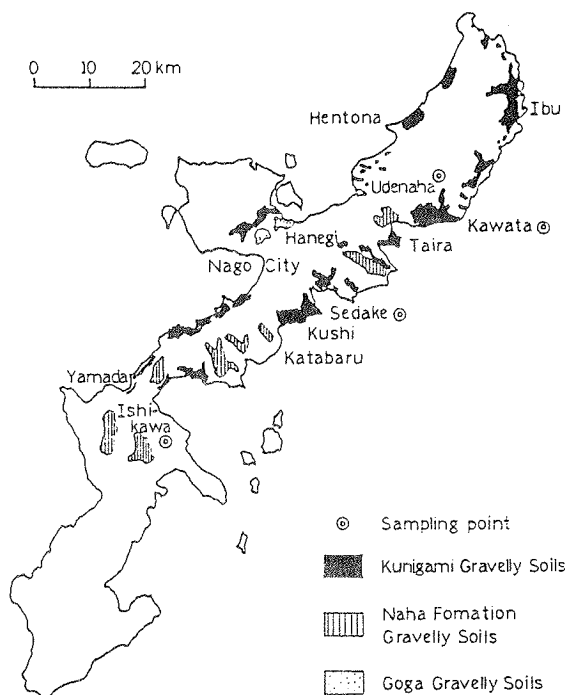 0 10 20 km
Hentona
Ibu
Udenaha
Kawata
Hanegi
Taira
Nago City
Sedake
Kushi
Katabaru
Yamada
Ishi-
kawa
Sampling point
Kunigami Gravelly Soils
Naha Fomation
Gravelly Soils
Goga Gravelly Soils